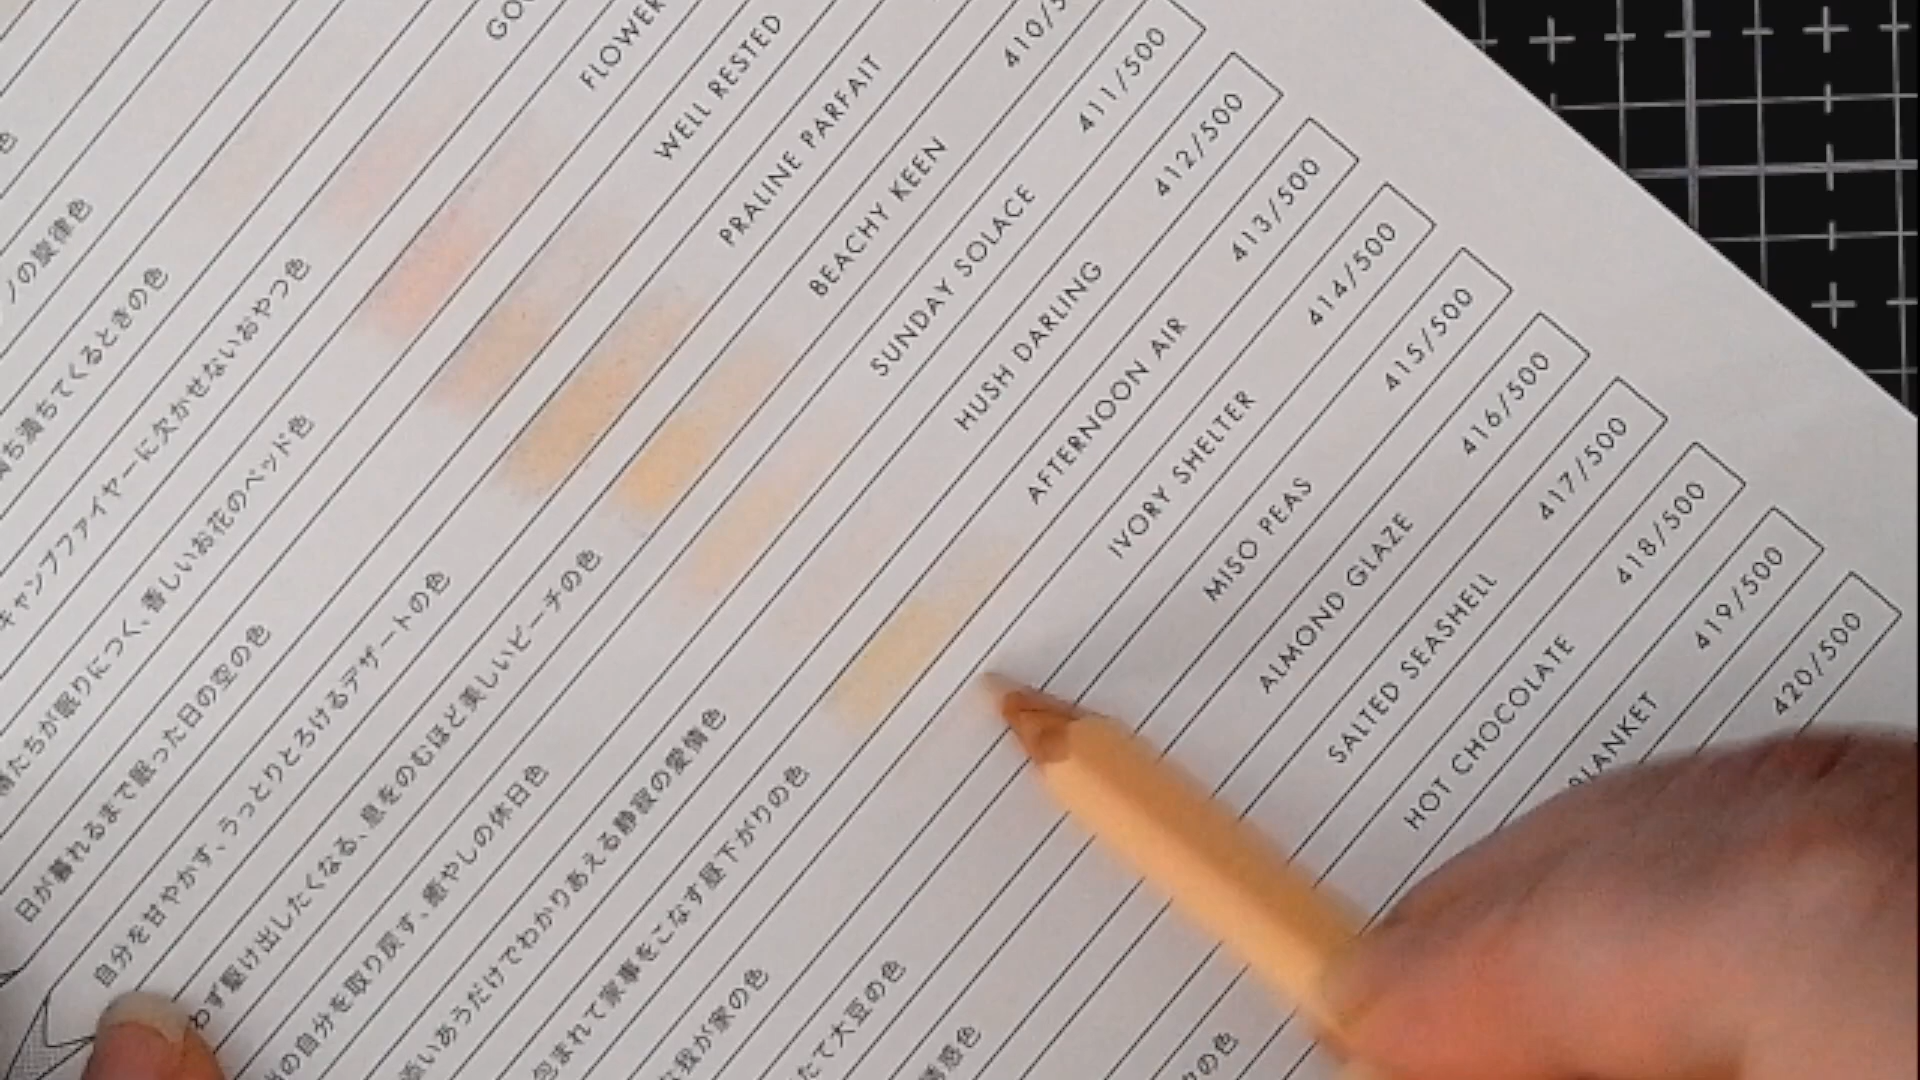 色
ノの旋律色
満ちてくるときの色
キャンプファイヤーに欠かせないおやつ色 GOO
たちが眠りにつく、香しいお花のベッド色 FLOWER
日が暮れるまで眠った日の空の色 WELL RESTED
自分を甘やかす、うっとりとろけるデザートの色 PRALINE PARFAIT
わず駆け出したくなる、息をのむほど美しいビーチの色 BEACHY KEEN 410/5
の自分を取り戻す、癒やしの休日色 SUNDAY SOLACE 411/500
添いあうだけでわかりあえる静寂の愛情色 HUSH DARLING 412/500
包まれて家事をこなす昼下がりの色 AFTERNOON AIR 413/500
な我が家の色 IVORY SHELTER 414/500
たて大豆の色 MISO PEAS 415/500
誘惑色 ALMOND GLAZE 416/500
の色 SALTED SEASHELL 417/500
HOT CHOCOLATE 418/500
BLANKET 419/500
420/500